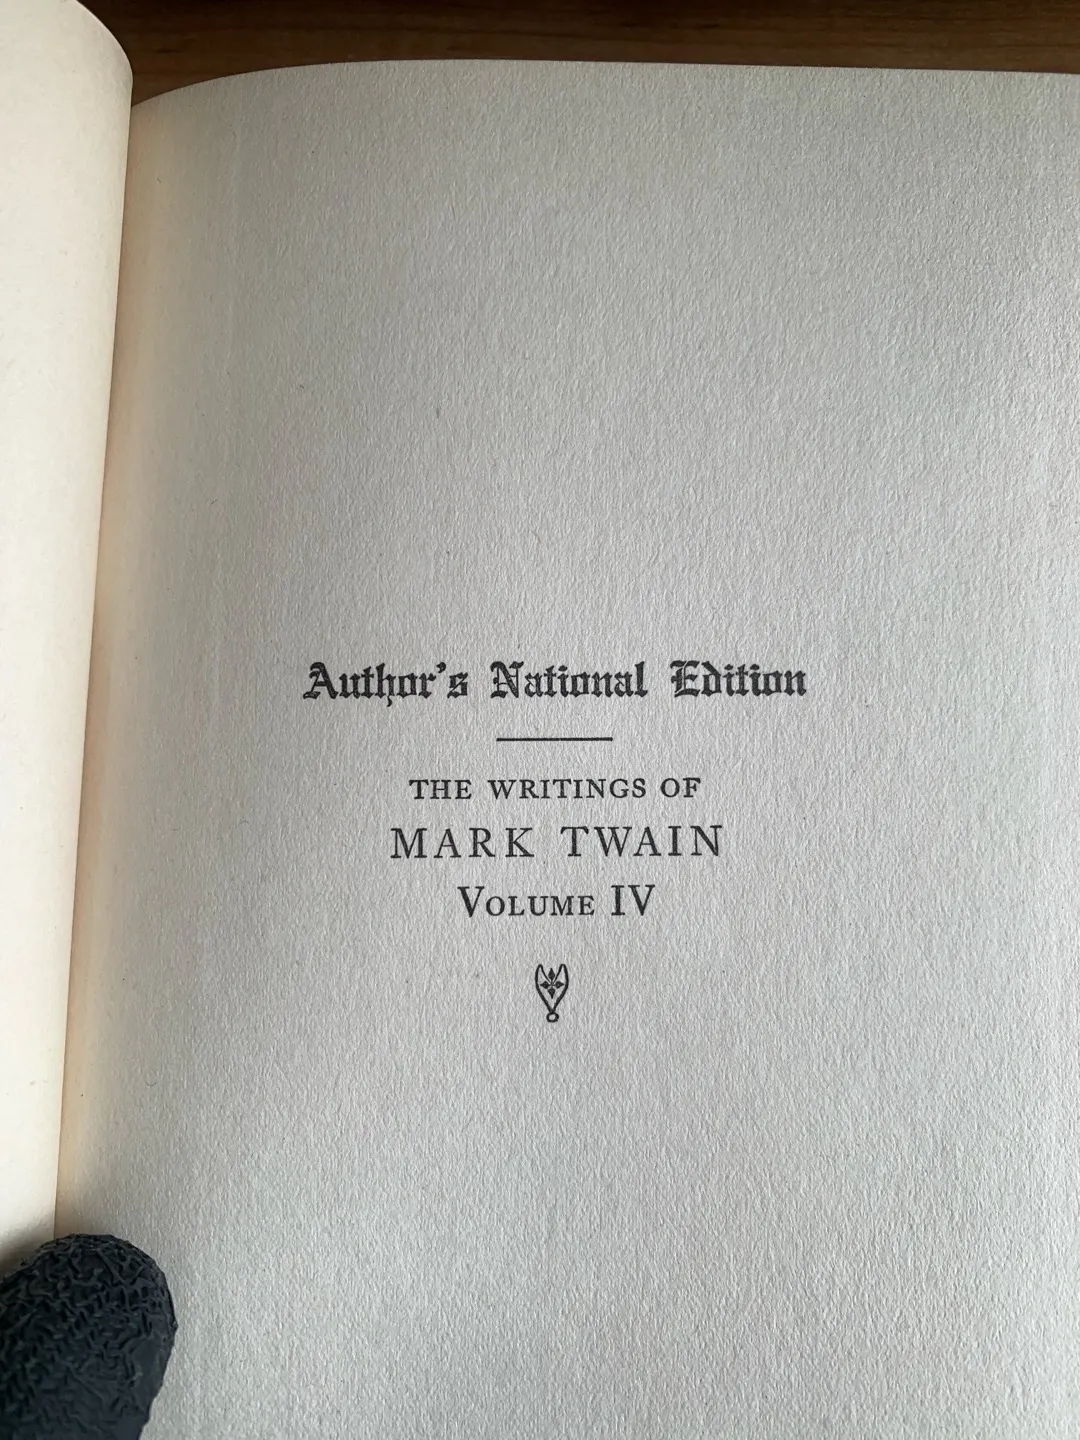 Author's National Edition
THE WRITINGS OF
MARK TWAIN
VOLUME IV